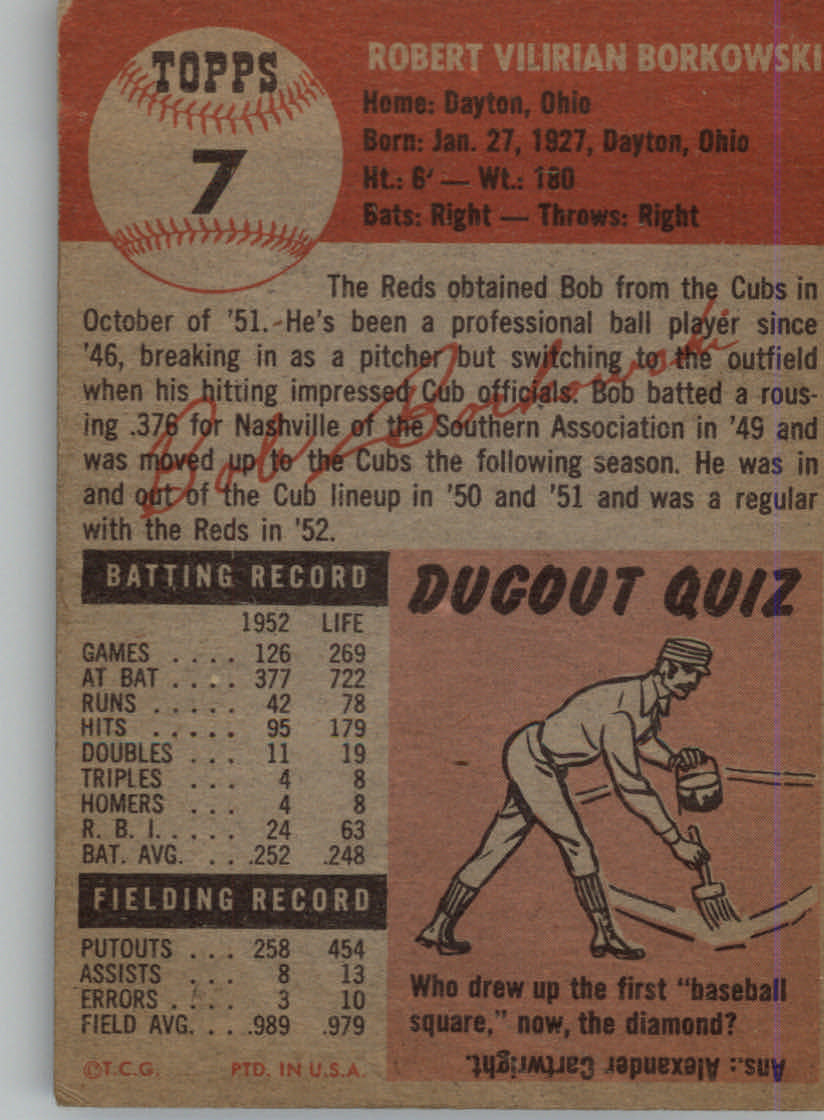 TOPPS
7
ROBERT VILIRIAN BORKOWSKI
Home: Dayton, Ohio
Born: Jan. 27, 1927, Dayton, Ohio
Ht.: 6' — Wt.: 180
Bats: Right — Throws: Right
The Reds obtained Bob from the Cubs in
October of '51. He's been a professional ball player since
'46, breaking in as a pitcher but switching to the outfield
when his hitting impressed Cub officials. Bob batted a rous-
ing .376 for Nashville of the Southern Association in '49 and
was moved up to the Cubs the following season. He was in
and out of the Cub lineup in '50 and '51 and was a regular
with the Reds in '52.
Bob Borkowski
BATTING RECORD
1952 LIFE
GAMES .... 126 269
AT BAT .... 377 722
RUNS ..... 42 78
HITS ..... 95 179
DOUBLES ... 11 19
TRIPLES ... 4 8
HOMERS ... 4 8
R. B. I. .... 24 63
BAT. AVG. ... .252 .248
FIELDING RECORD
PUTOUTS ... 258 454
ASSISTS ... 8 13
ERRORS .... 3 10
FIELD AVG. ... .989 .979
©T.C.G. PTD. IN U.S.A.
DUGOUT QUIZ
Who drew up the first "baseball
square," now, the diamond?
Ans.: Alexander Cartwright.